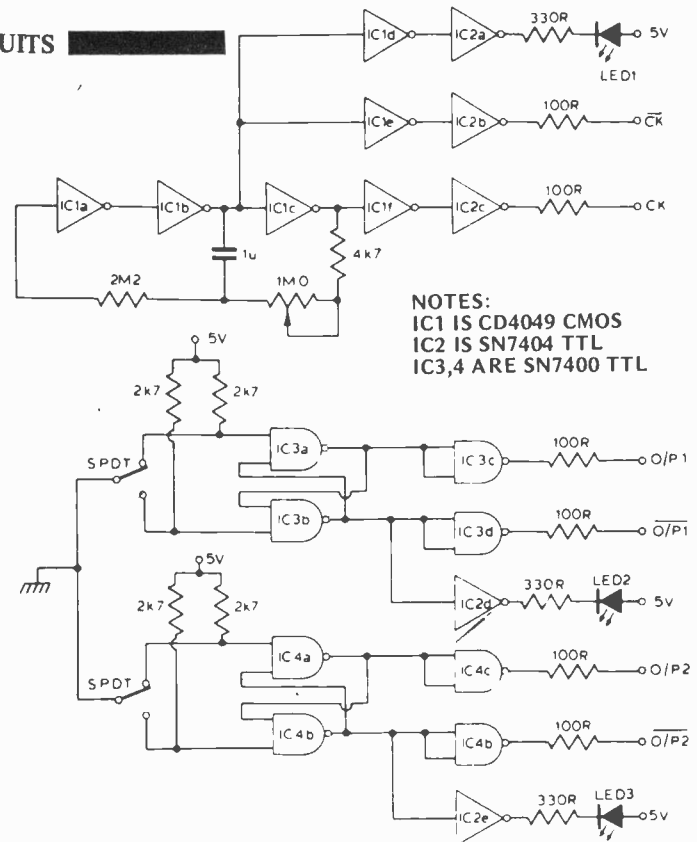 UITS
IC1d IC2a 330R LED1 5V
IC1e IC2b 100R C̅K̅
IC1a IC1b IC1c IC1f IC2c 100R CK
1u 4k7
2M2 1M0
NOTES:
IC1 IS CD4049 CMOS
IC2 IS SN7404 TTL
IC3,4 ARE SN7400 TTL
5V
2k7 2k7
SPDT IC3a IC3c 100R O/P1
IC3b IC3d 100R O̅/̅P̅1̅
5V
2k7 2k7 IC2d 330R LED2 5V
IC4a IC4c 100R O/P2
SPDT
IC4b IC4b 100R O̅/̅P̅2̅
IC2e 330R LED3 5V